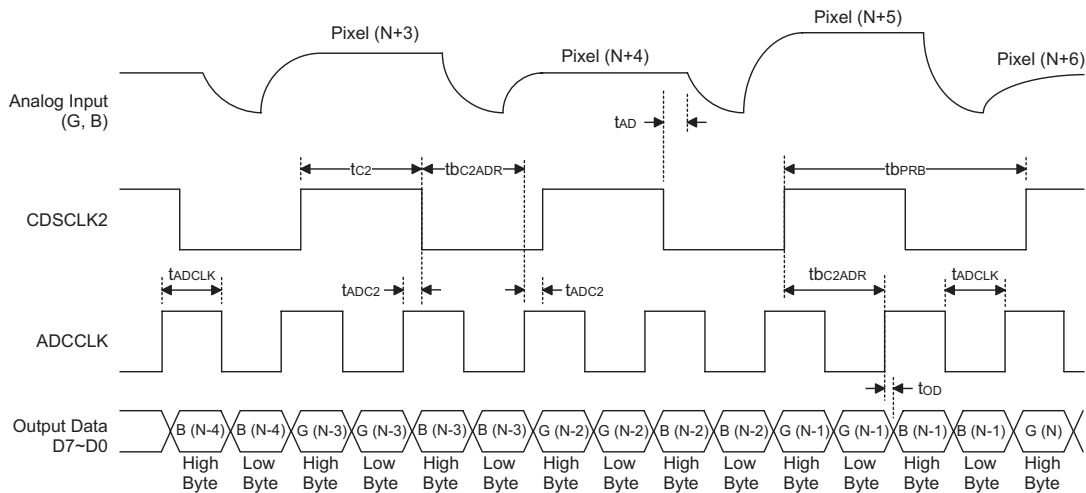 Pixel (N+3)
Pixel (N+4)
Pixel (N+5)
Pixel (N+6)
Analog Input
(G, B)
tAD
tC2
tbC2ADR
tbPRB
CDSCLK2
tADCLK
tADC2
tADC2
tbC2ADR
tADCLK
ADCCLK
tOD
Output Data
D7~D0
B (N-4) B (N-4) G (N-3) G (N-3) B (N-3) B (N-3) G (N-2) G (N-2) B (N-2) B (N-2) G (N-1) G (N-1) B (N-1) B (N-1) G (N)
High Low High Low High Low High Low High Low High Low High Low High
Byte Byte Byte Byte Byte Byte Byte Byte Byte Byte Byte Byte Byte Byte Byte